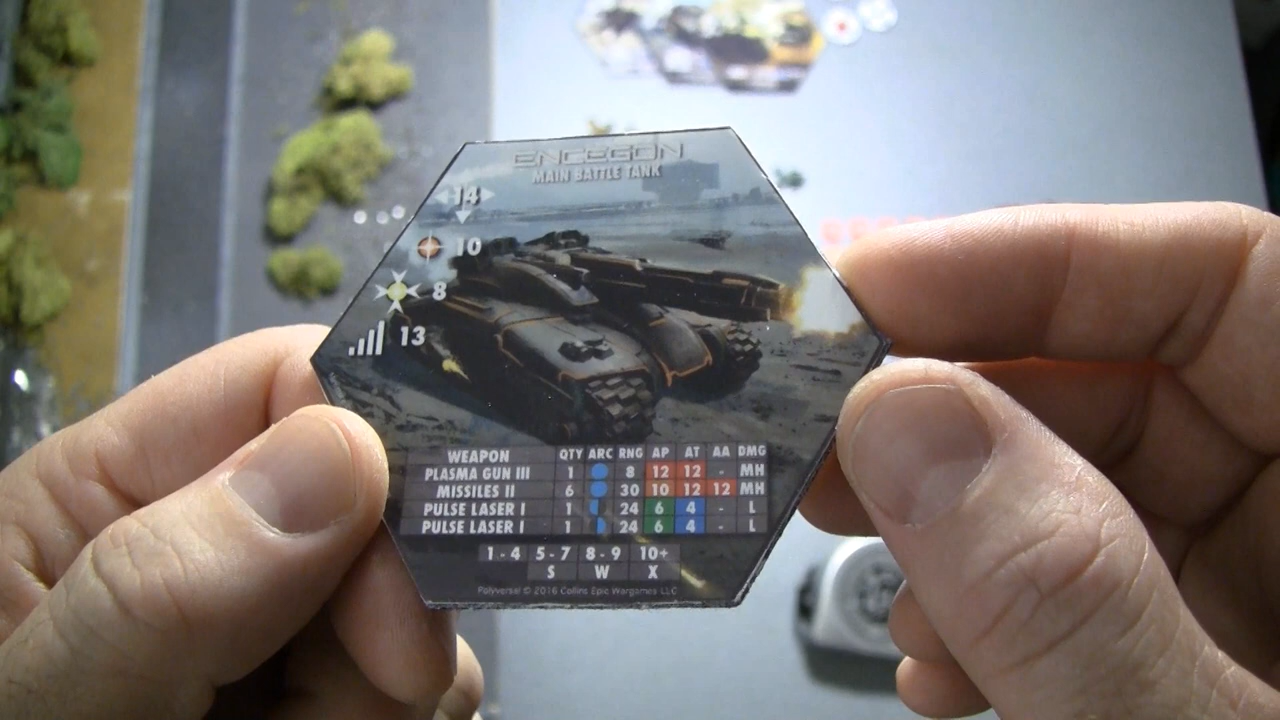 ENCEGON
MAIN BATTLE TANK
14
10
8
13
WEAPON QTY ARC RNG AP AT AA DMG
PLASMA GUN III 1 8 12 12 - MH
MISSILES II 6 30 10 12 12 MH
PULSE LASER I 1 24 6 4 - L
PULSE LASER I 1 24 6 4 - L
1 - 4 5 - 7 8 - 9 10+
S W X
Polyversal © 2016 Collins Epic Wargames LLC